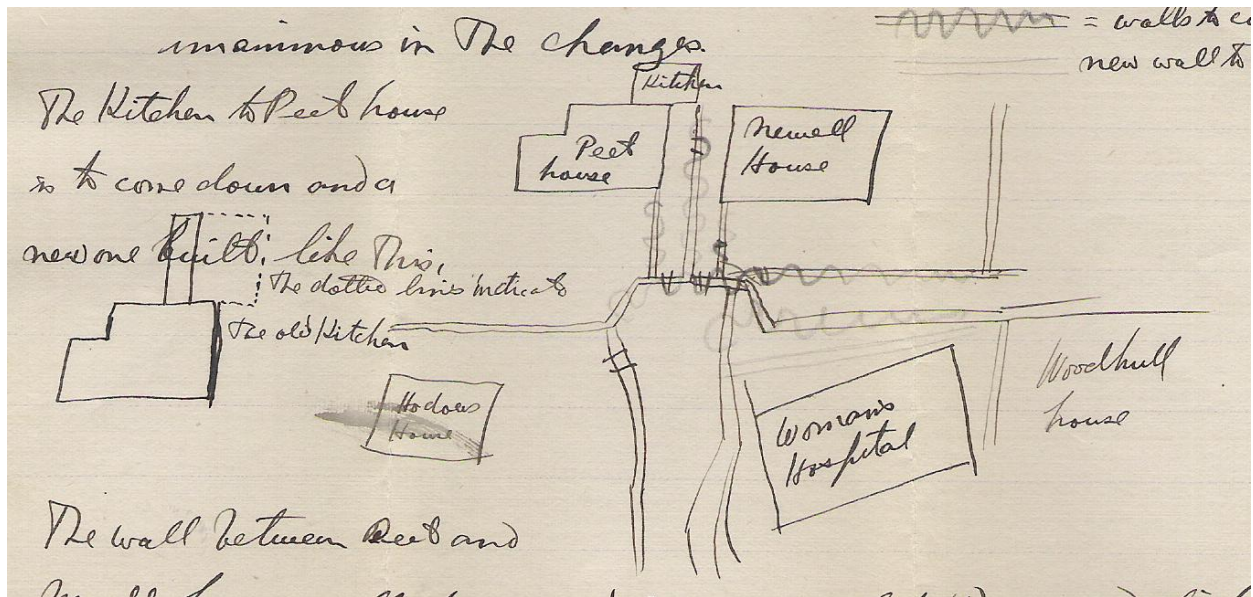 unanimous in The changes.
= walls to
new wall to
The Kitchen to Peet house
is to come down and a
new one built, like This,
The dotted lines indicate
The old Kitchen
Kitchen
Peet
house
Newell
House
Hodous
House
Woman's
Hospital
Woodhull
house
The wall between Peet and